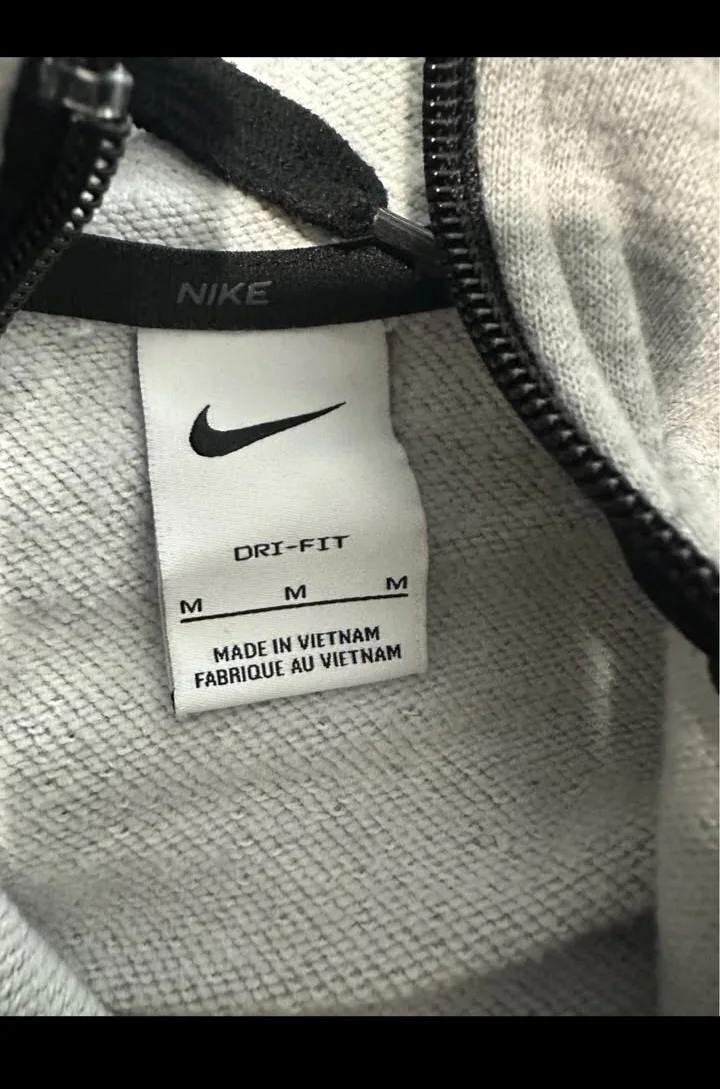 NIKE
DRI-FIT
M M M
MADE IN VIETNAM
FABRIQUE AU VIETNAM